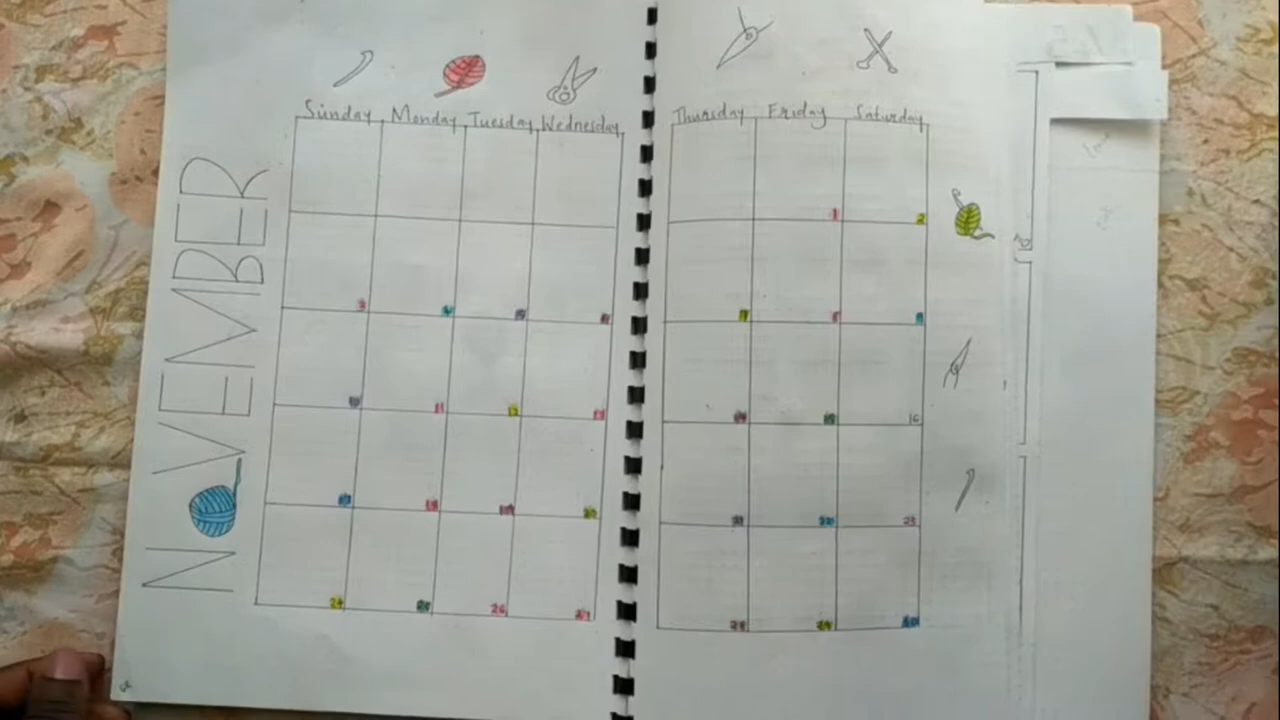 NOVEMBER
Sunday Monday Tuesday Wednesday Thursday Friday Saturday
1 2
3 4 5 6 7 8 9
10 11 12 13 14 15 16
17 18 19 20 21 22 23
24 25 26 27 28 29 30